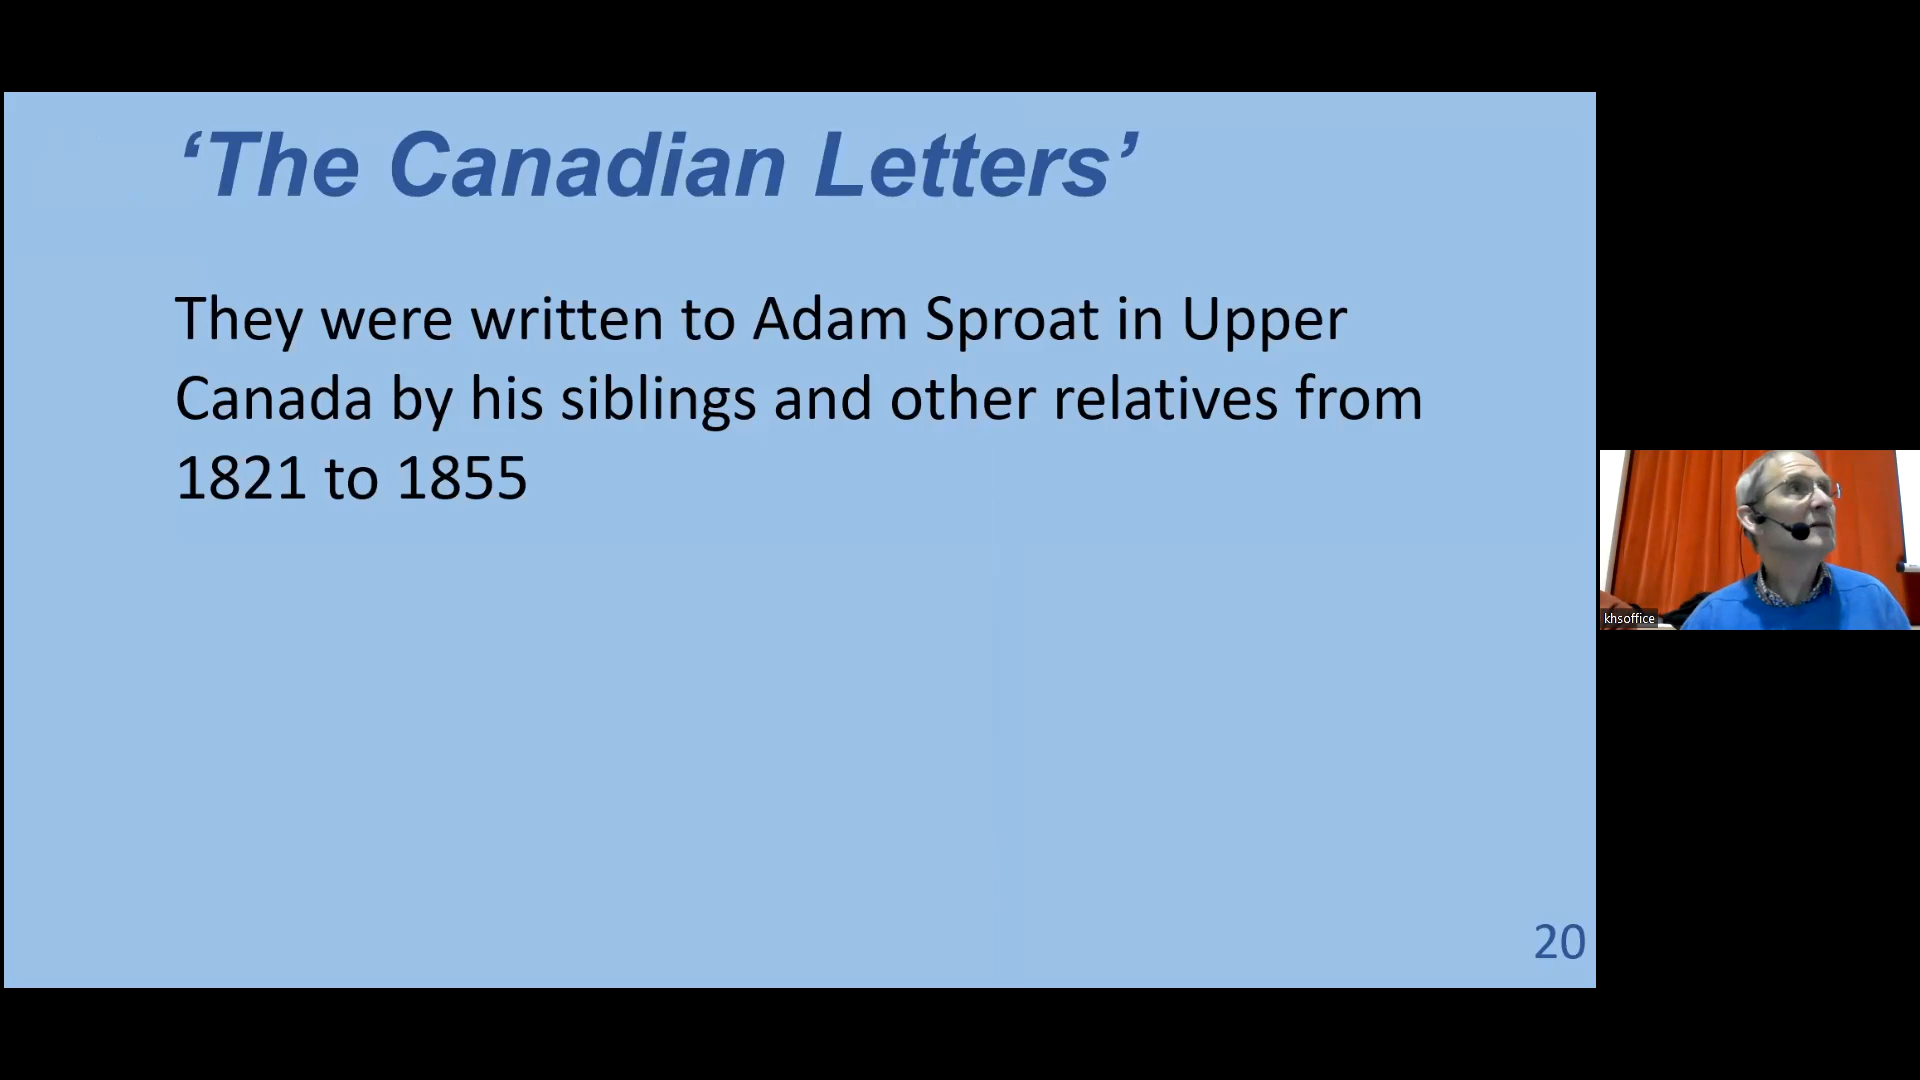 ‘The Canadian Letters’
They were written to Adam Sproat in Upper
Canada by his siblings and other relatives from
1821 to 1855
khsoffice
20